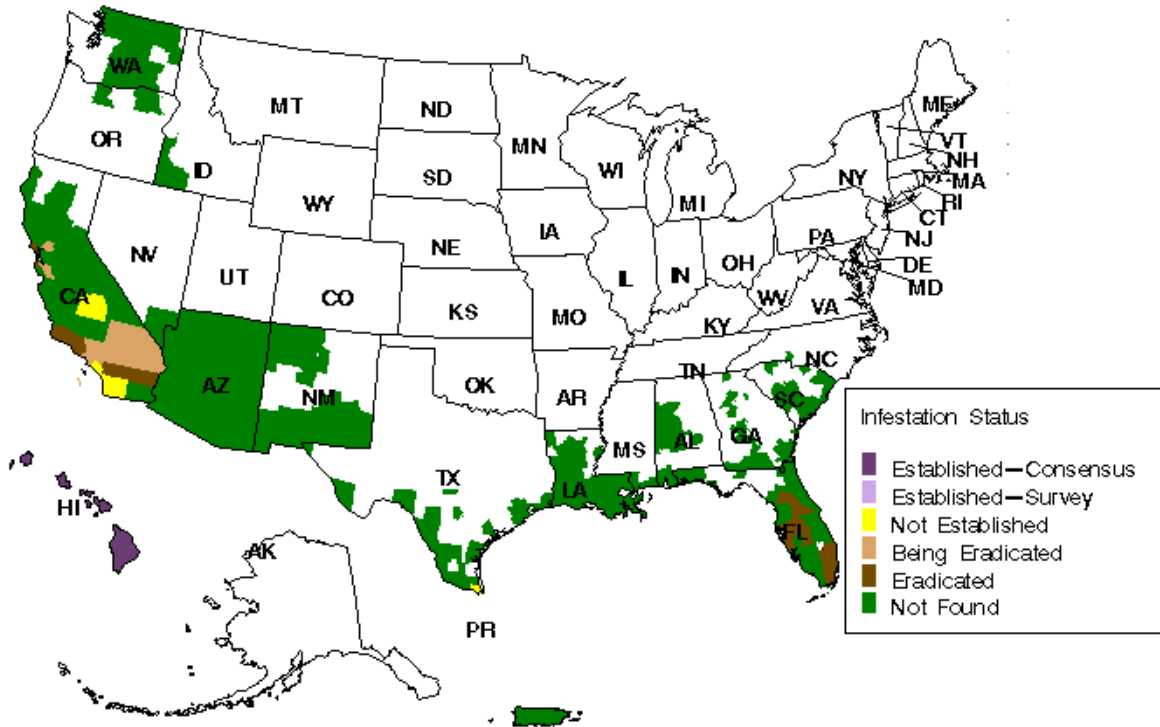 WA
MT
ND
MN
ME
VT
NH
MA
RI
CT
OR
ID
SD
WI
MI
NY
WY
IA
NE
PA
NJ
NV
UT
CO
IL
IN
OH
DE
MD
CA
KS
MO
WV
VA
KY
AZ
NM
OK
AR
TN
NC
SC
MS
AL
GA
TX
LA
FL
HI
AK
PR
Infestation Status
Established—Consensus
Established—Survey
Not Established
Being Eradicated
Eradicated
Not Found